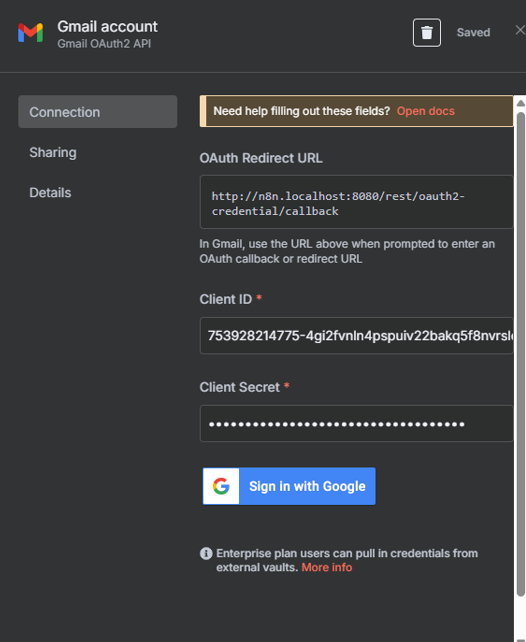 Gmail account
Gmail OAuth2 API
Saved
Connection
Sharing
Details
Need help filling out these fields? Open docs
OAuth Redirect URL
http://n8n.localhost:8080/rest/oauth2-
credential/callback
In Gmail, use the URL above when prompted to enter an
OAuth callback or redirect URL
Client ID *
753928214775-4gi2fvnln4pspuiv22bakq5f8nvrsl
Client Secret *
••••••••••••••••••••••••••••••••••
Sign in with Google
Enterprise plan users can pull in credentials from
external vaults. More info